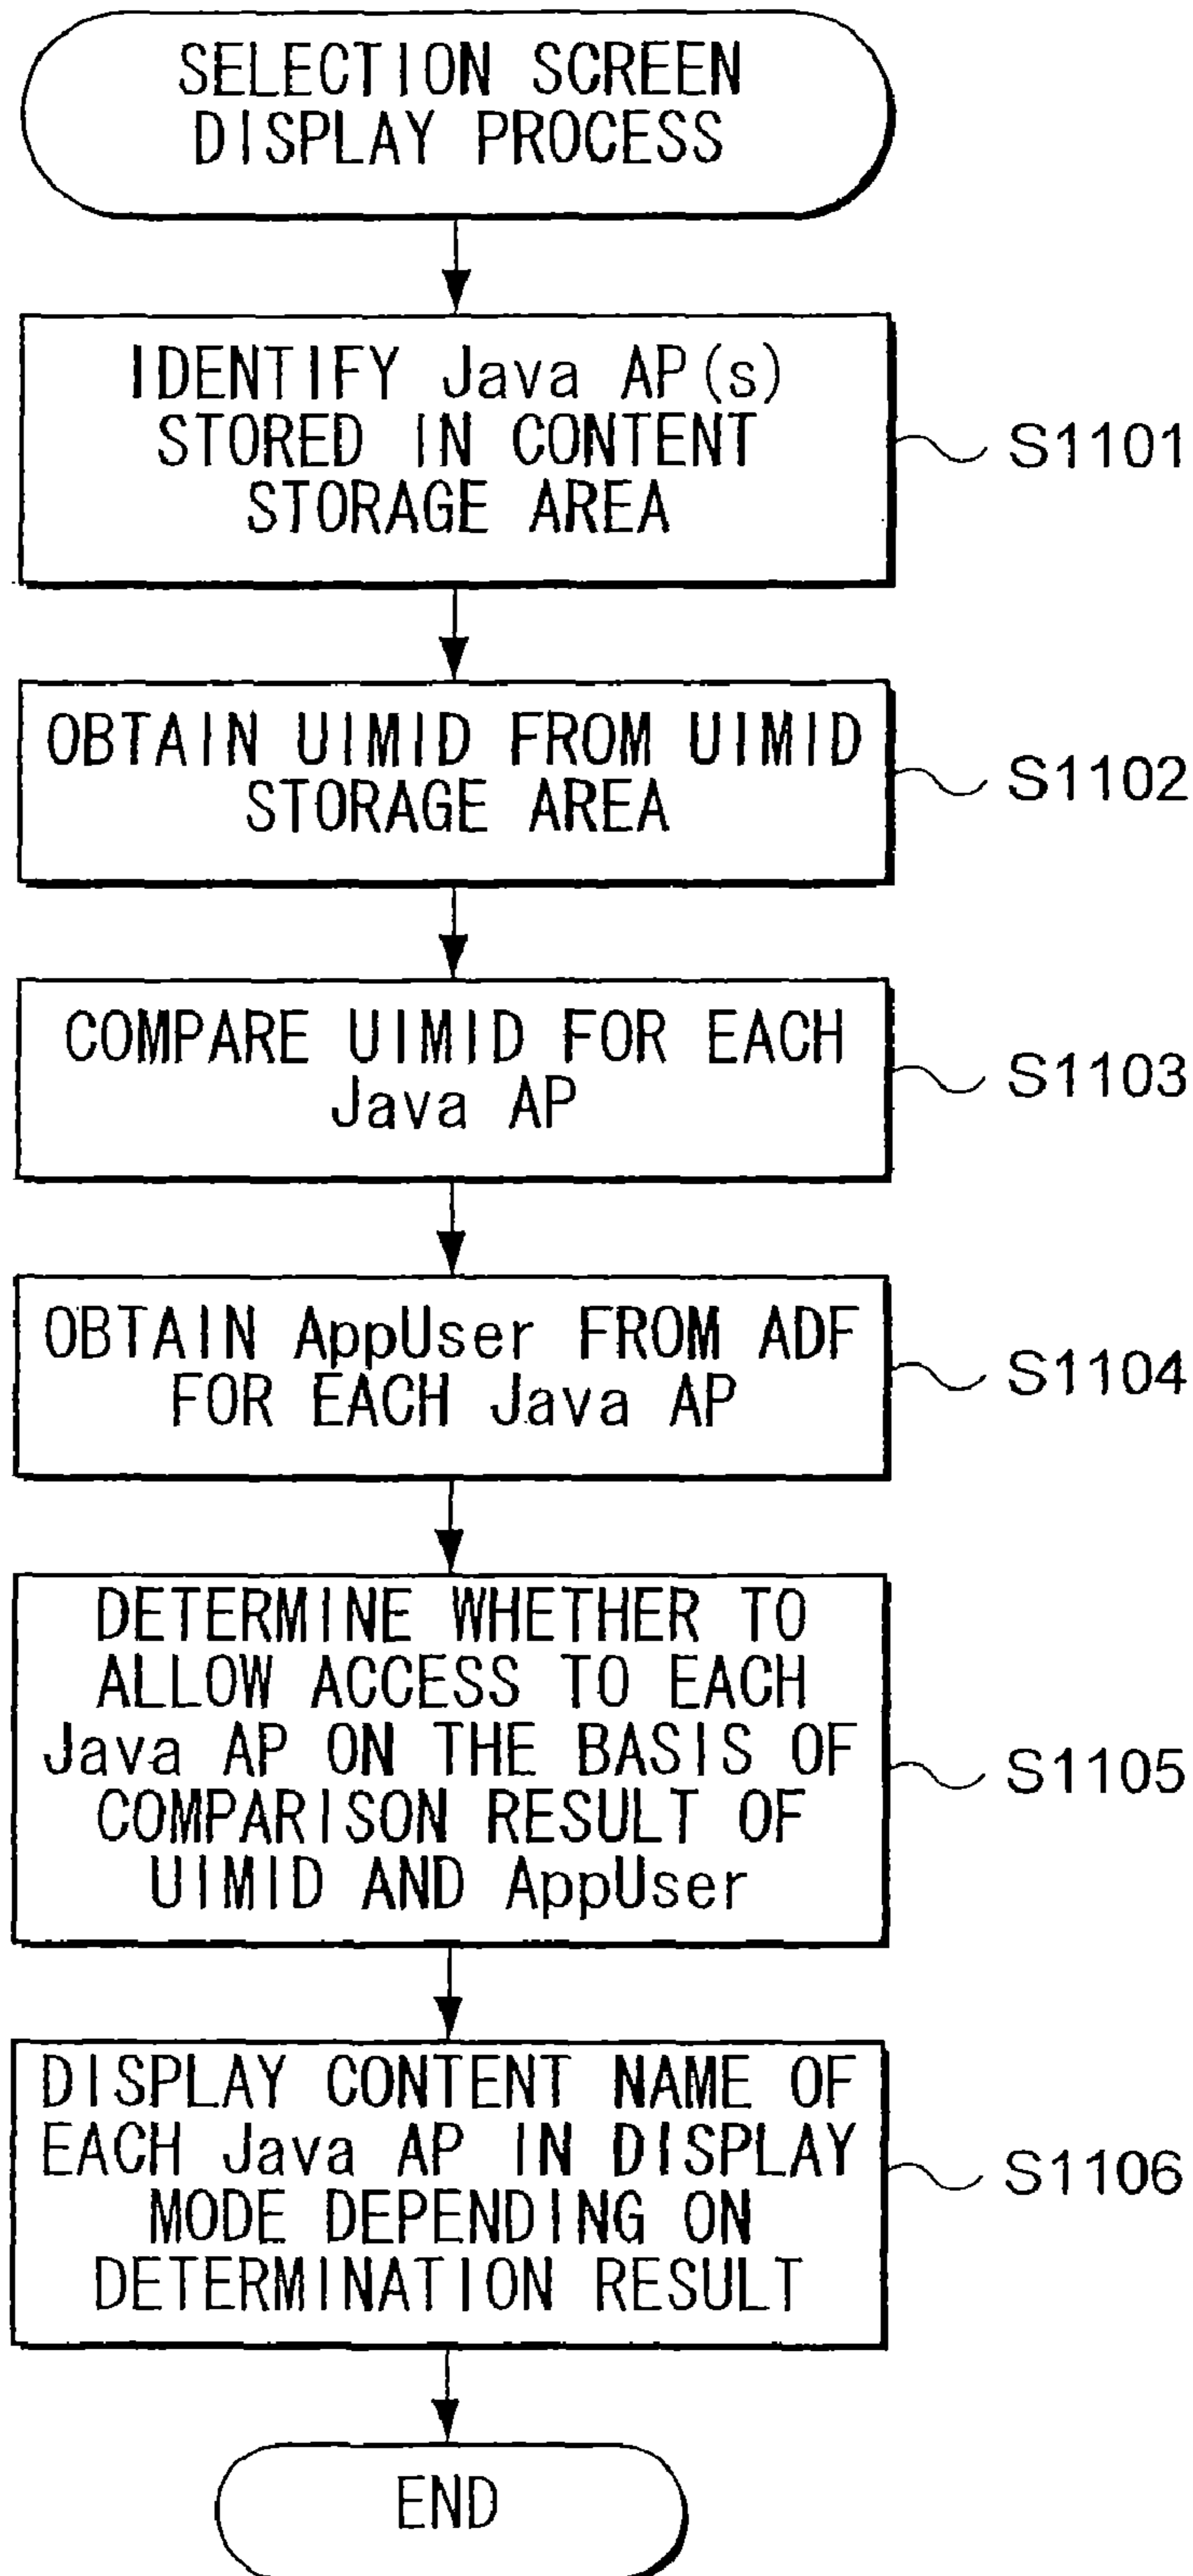 SELECTION SCREEN
DISPLAY PROCESS
IDENTIFY Java AP(s)
STORED IN CONTENT
STORAGE AREA
S1101
OBTAIN UIMID FROM UIMID
STORAGE AREA
S1102
COMPARE UIMID FOR EACH
Java AP
S1103
OBTAIN AppUser FROM ADF
FOR EACH Java AP
S1104
DETERMINE WHETHER TO
ALLOW ACCESS TO EACH
Java AP ON THE BASIS OF
COMPARISON RESULT OF
UIMID AND AppUser
S1105
DISPLAY CONTENT NAME OF
EACH Java AP IN DISPLAY
MODE DEPENDING ON
DETERMINATION RESULT
S1106
END